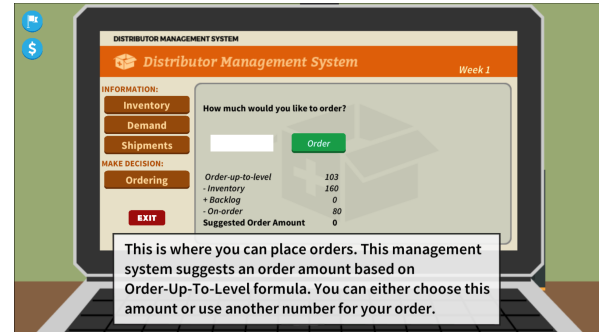 DISTRIBUTOR MANAGEMENT SYSTEM
Distributor Management System
Week 1
INFORMATION:
Inventory
Demand
Shipments
MAKE DECISION:
Ordering
EXIT
How much would you like to order?
Order
Order-up-to-level 103
- Inventory 160
+ Backlog 0
- On-order 80
Suggested Order Amount 0
This is where you can place orders. This management
system suggests an order amount based on
Order-Up-To-Level formula. You can either choose this
amount or use another number for your order.
$